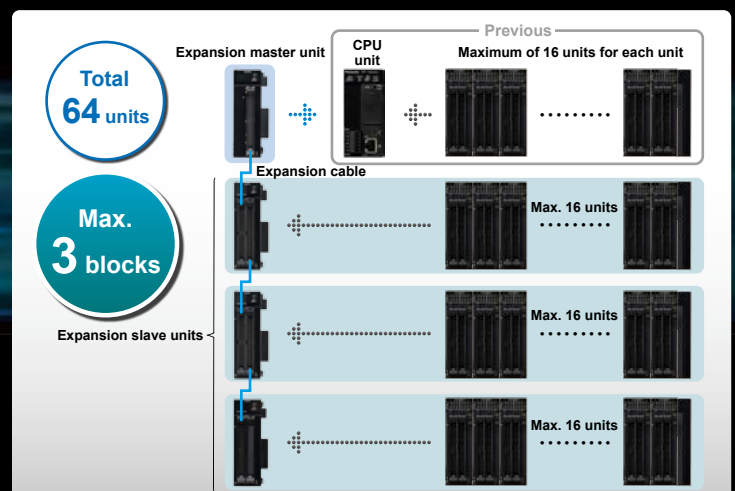 Previous
Expansion master unit
CPU
unit
Maximum of 16 units for each unit
Total
64 units
Expansion cable
Max.
3 blocks
Max. 16 units
Expansion slave units
Max. 16 units
Max. 16 units